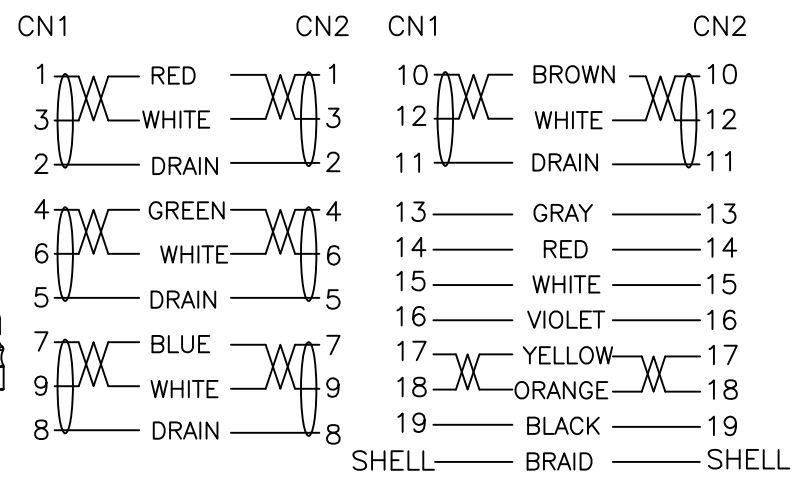 CN1 CN2
1 RED 1
3 WHITE 3
2 DRAIN 2
4 GREEN 4
6 WHITE 6
5 DRAIN 5
7 BLUE 7
9 WHITE 9
8 DRAIN 8
CN1 CN2
10 BROWN 10
12 WHITE 12
11 DRAIN 11
13 GRAY 13
14 RED 14
15 WHITE 15
16 VIOLET 16
17 YELLOW 17
18 ORANGE 18
19 BLACK 19
SHELL BRAID SHELL